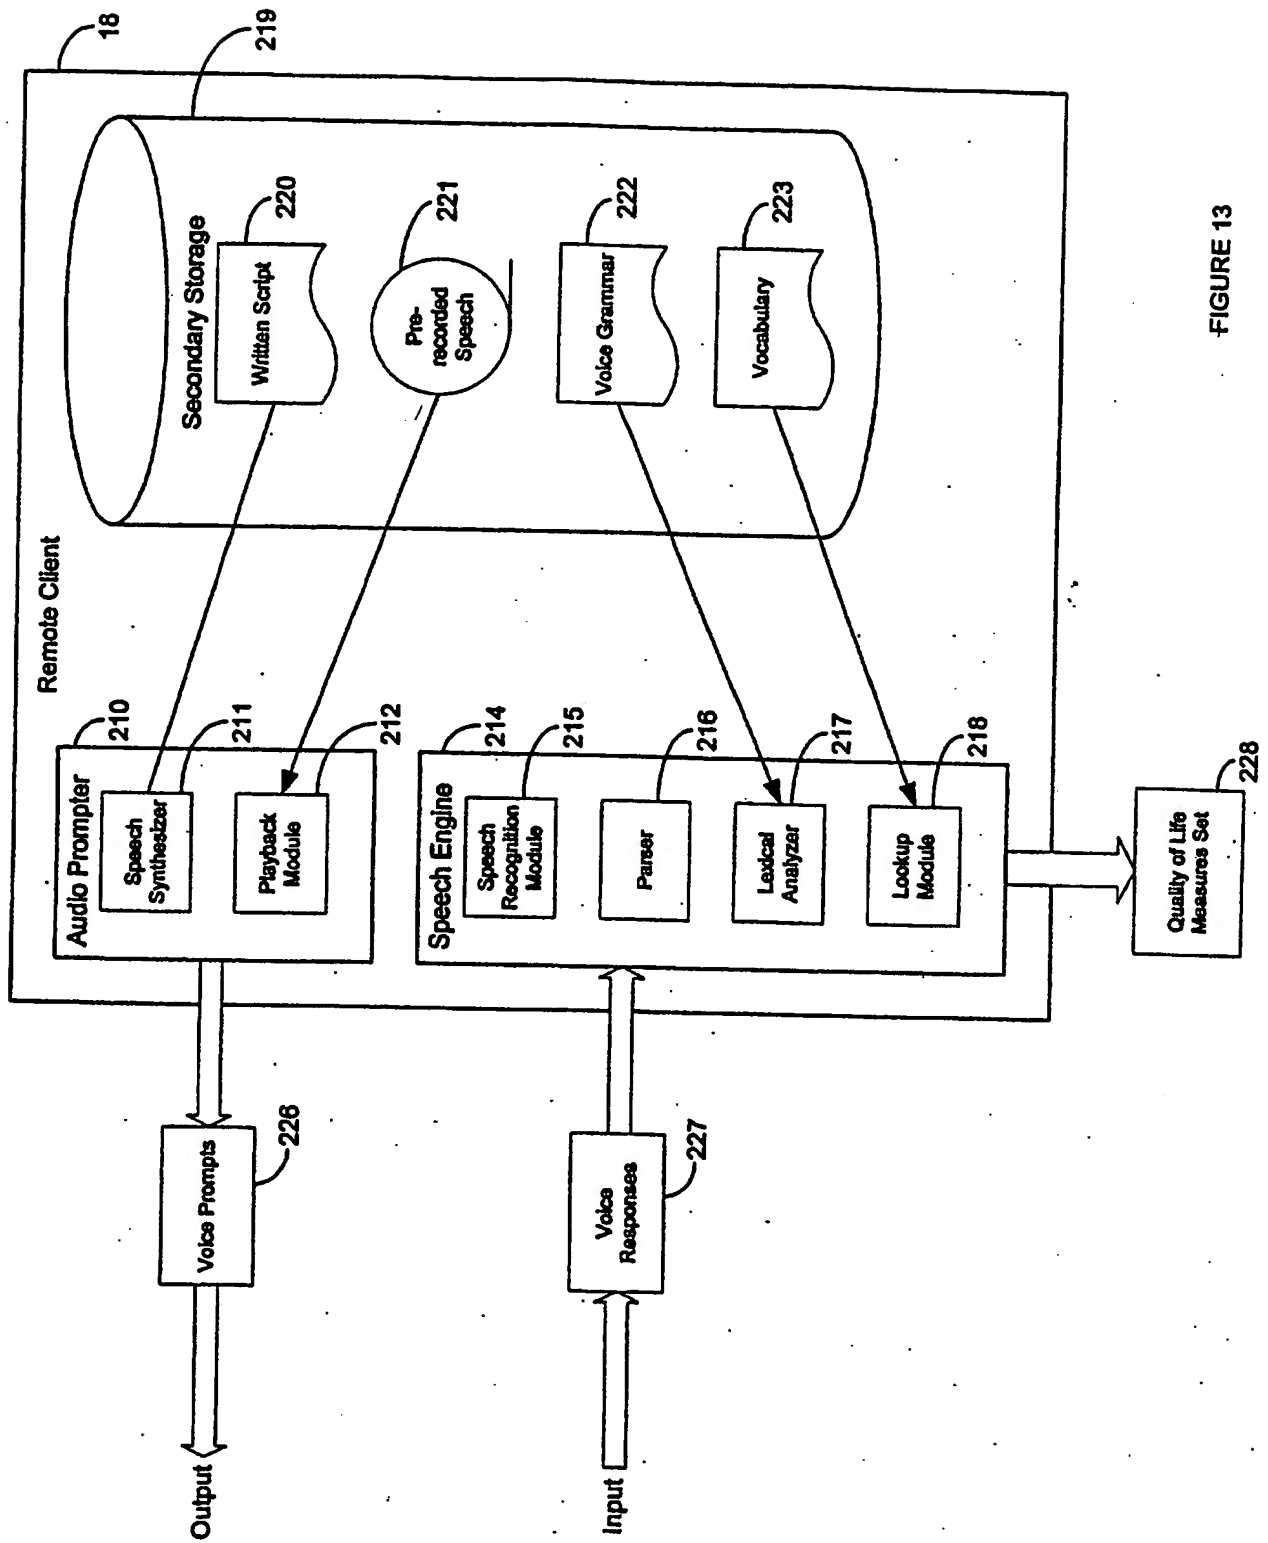 18
219
Remote Client
Secondary Storage
220
Written Script
221
Pre-
recorded
Speech
222
Voice Grammar
223
Vocabulary
210
Audio Prompter
211
Speech
Synthesizer
212
Playback
Module
214
Speech Engine
215
Speech
Recognition
Module
216
Parser
217
Lexical
Analyzer
218
Lookup
Module
Output
Voice Prompts
226
Input
Voice
Responses
227
Quality of Life
Measures Set
228
FIGURE 13